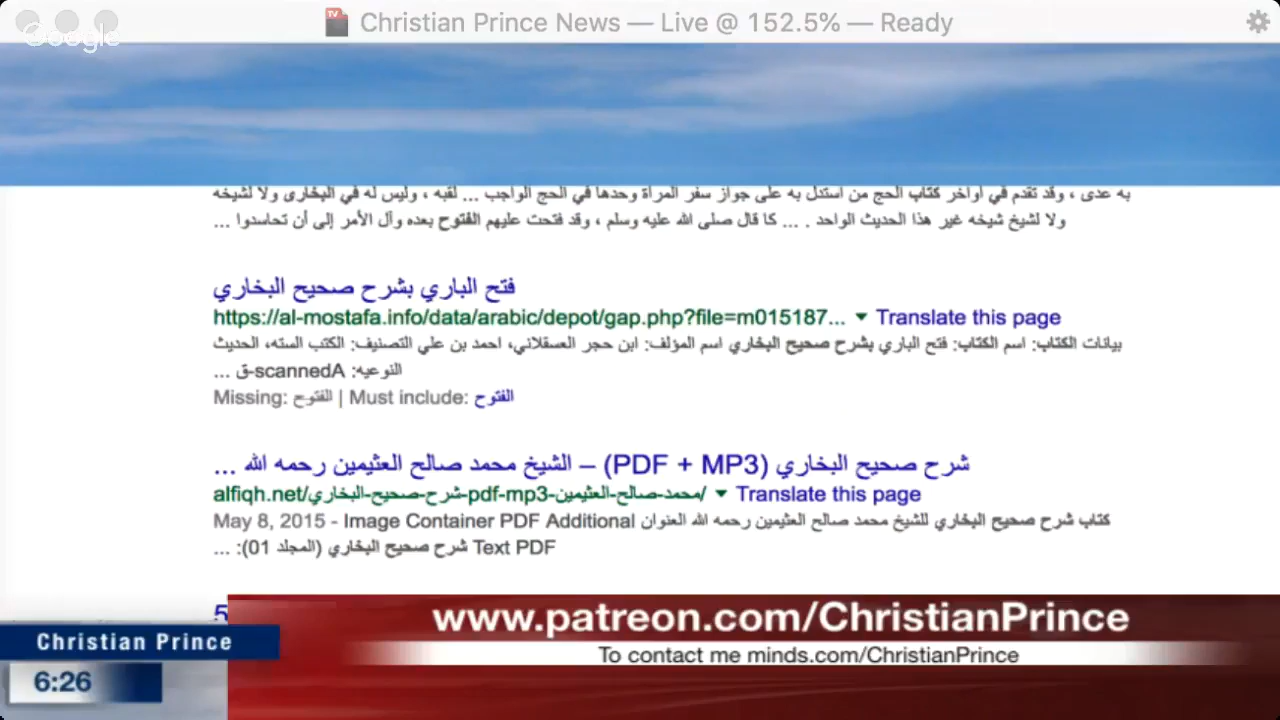 Google
Christian Prince News — Live @ 152.5% — Ready
به عدى ، وقد تقدم في أواخر كتاب الحج من استدل به على جواز سفر المرأة وحدها في الحج الواجب ... لقبه ، وليس له في البخارى ولا لشيخه
ولا لشيخ شيخه غير هذا الحديث الواحد . ... كا قال صلى الله عليه وسلم ، وقد فتحت عليهم الفتوح بعده وآل الأمر إلى أن تحاسدوا ...
فتح الباري بشرح صحيح البخاري
https://al-mostafa.info/data/arabic/depot/gap.php?file=m015187... ▼ Translate this page
بيانات الكتاب: اسم الكتاب: فتح الباري بشرح صحيح البخاري اسم المؤلف: ابن حجر العسقلاني، احمد بن علي التصنيف: الكتب السته، الحديث
النوعيه: scannedA-ق ...
Missing: الفتوح | Must include: الفتوح
شرح صحيح البخاري (PDF + MP3) – الشيخ محمد صالح العثيمين رحمه الله ...
alfiqh.net/محمد-صالح-العثيمين-pdf-mp3-شرح-صحيح-البخاري/ ▼ Translate this page
May 8, 2015 - Image Container PDF Additional كتاب شرح صحيح البخاري للشيخ محمد صالح العثيمين رحمه الله العنوان
Text PDF شرح صحيح البخاري (المجلد 01): ...
5
www.patreon.com/ChristianPrince
Christian Prince
To contact me minds.com/ChristianPrince
6:26